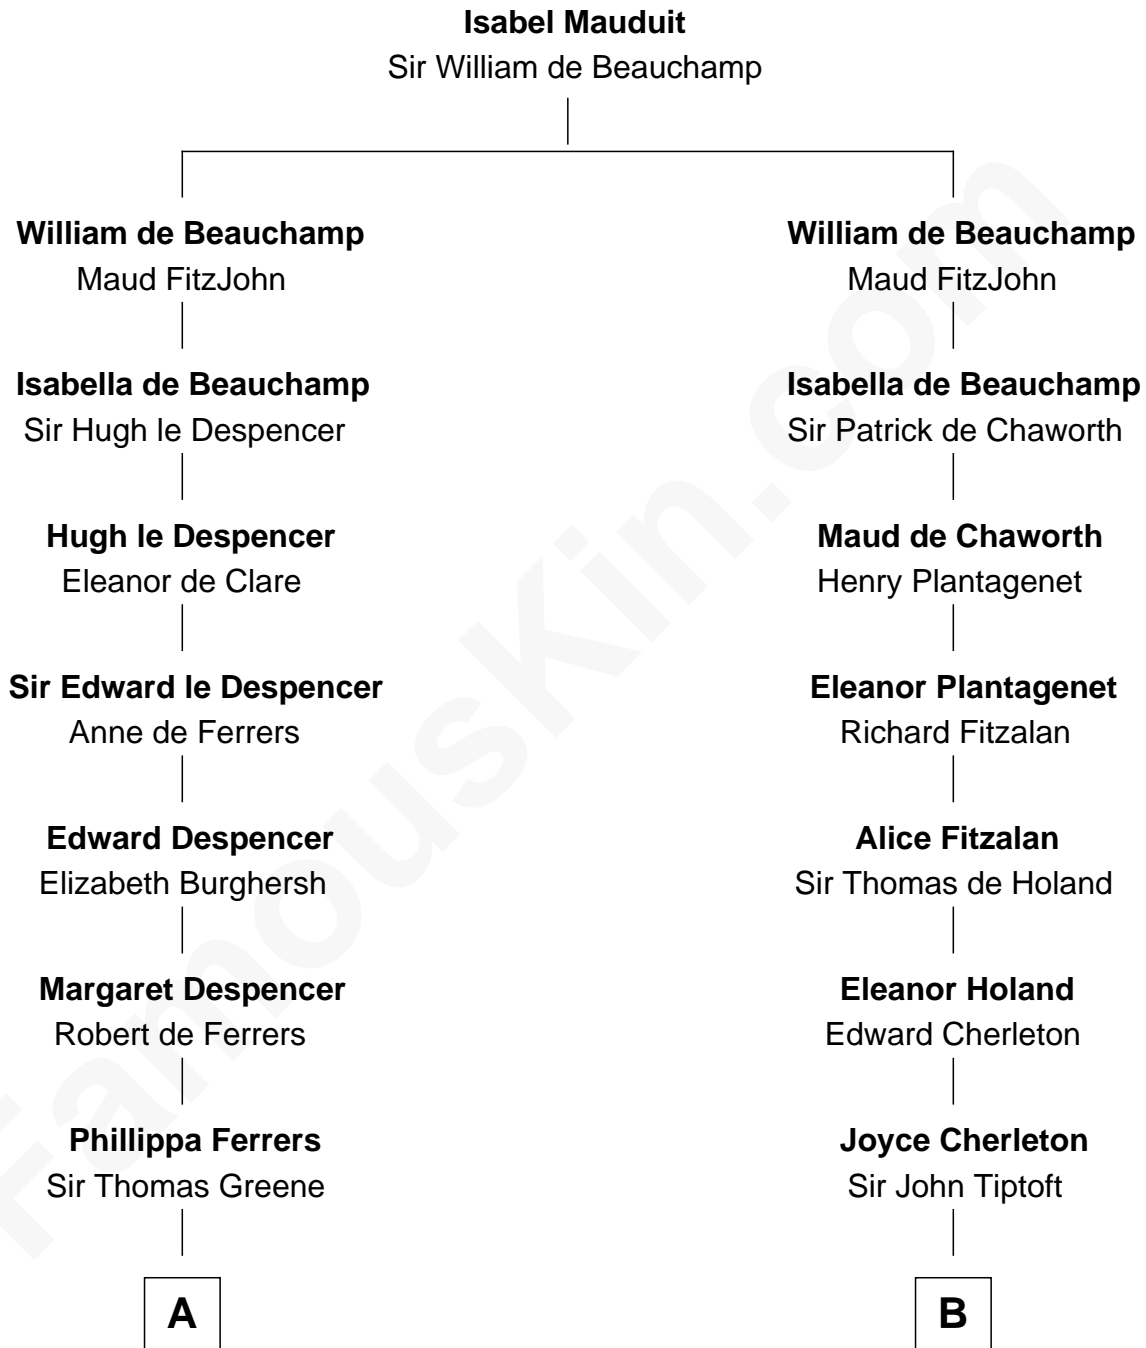 Isabel Mauduit
Sir William de Beauchamp
William de Beauchamp
Maud FitzJohn
Isabella de Beauchamp
Sir Hugh le Despencer
Hugh le Despencer
Eleanor de Clare
Sir Edward le Despencer
Anne de Ferrers
Edward Despencer
Elizabeth Burghersh
Margaret Despencer
Robert de Ferrers
Phillippa Ferrers
Sir Thomas Greene
A
William de Beauchamp
Maud FitzJohn
Isabella de Beauchamp
Sir Patrick de Chaworth
Maud de Chaworth
Henry Plantagenet
Eleanor Plantagenet
Richard Fitzalan
Alice Fitzalan
Sir Thomas de Holand
Eleanor Holand
Edward Cherleton
Joyce Cherleton
Sir John Tiptoft
B
FamousKin.com